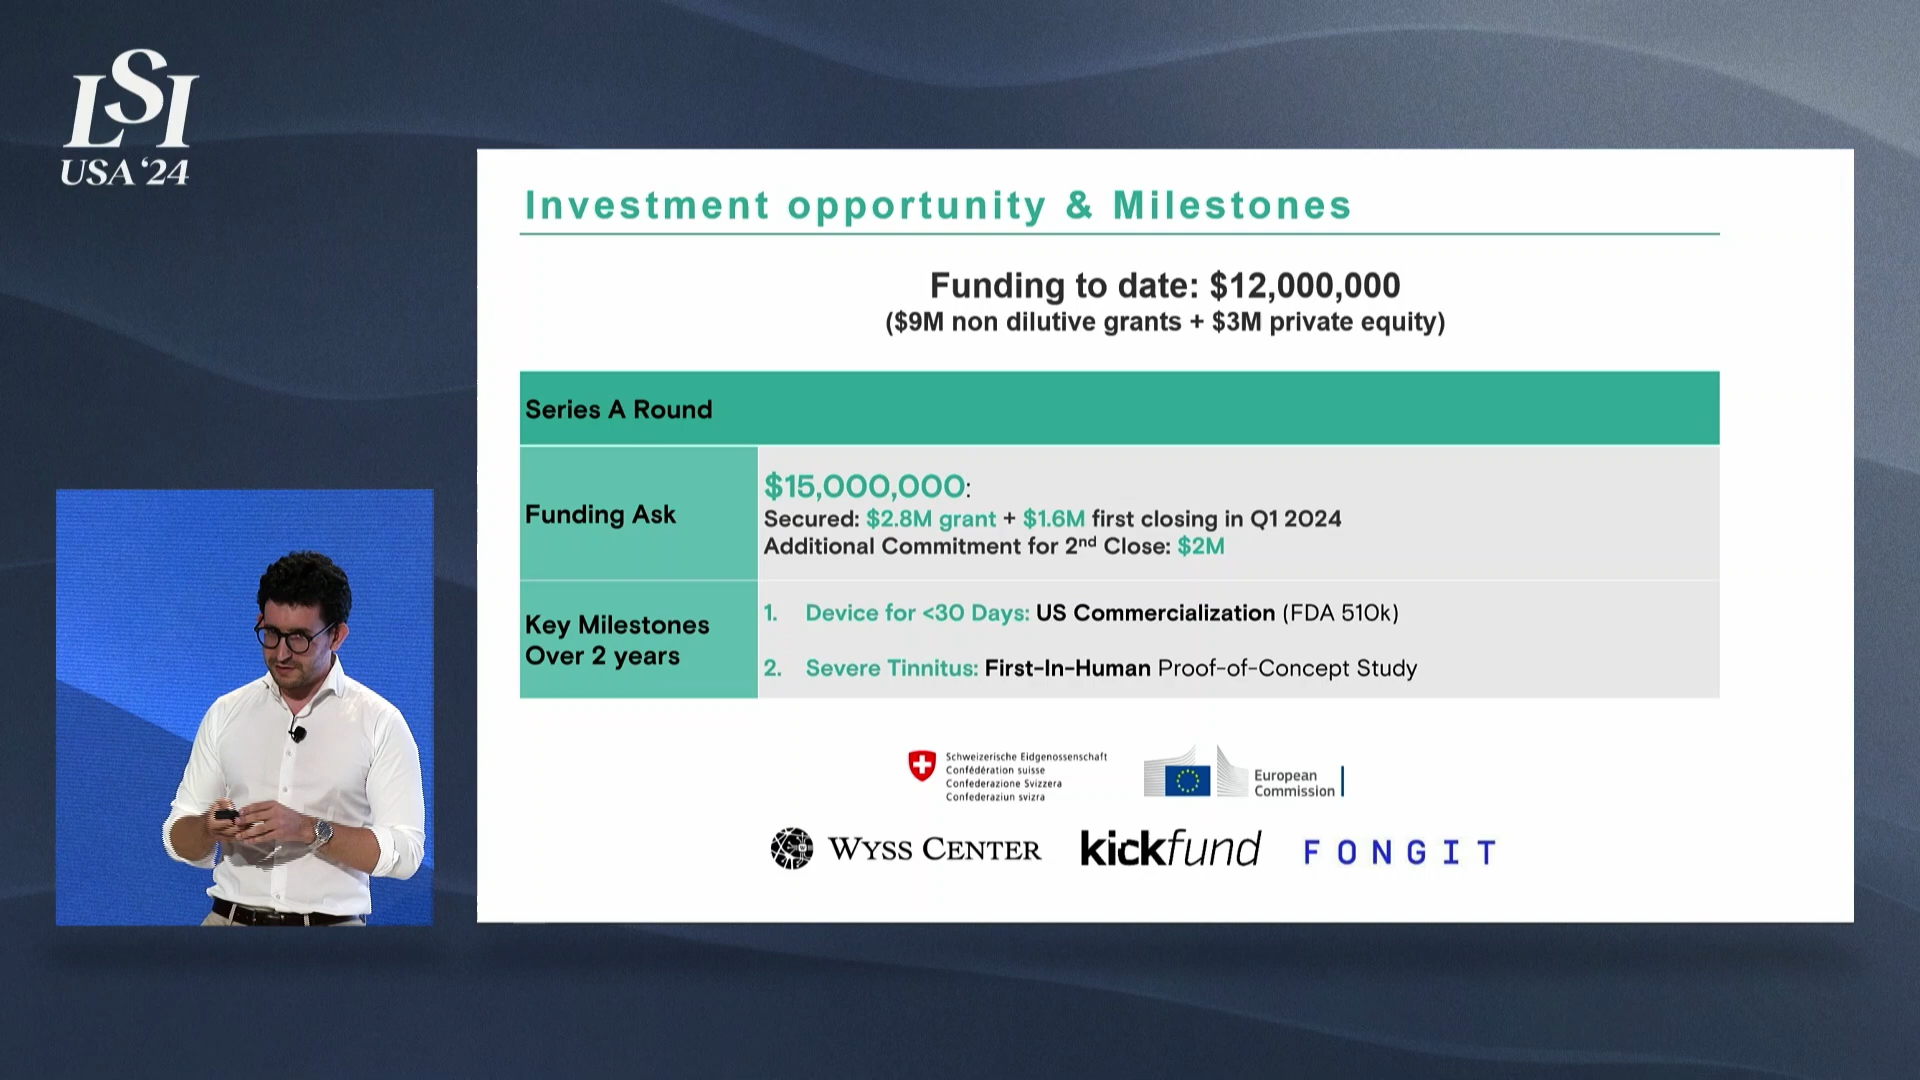 LSI
USA '24
Investment opportunity & Milestones
Funding to date: $12,000,000
($9M non dilutive grants + $3M private equity)
Series A Round
Funding Ask
$15,000,000:
Secured: $2.8M grant + $1.6M first closing in Q1 2024
Additional Commitment for 2nd Close: $2M
Key Milestones
Over 2 years
1. Device for <30 Days: US Commercialization (FDA 510k)
2. Severe Tinnitus: First-In-Human Proof-of-Concept Study
Schweizerische Eidgenossenschaft
Confédération suisse
Confederazione Svizzera
Confederaziun svizra
European
Commission
WYSS CENTER
kickfund
FONGIT